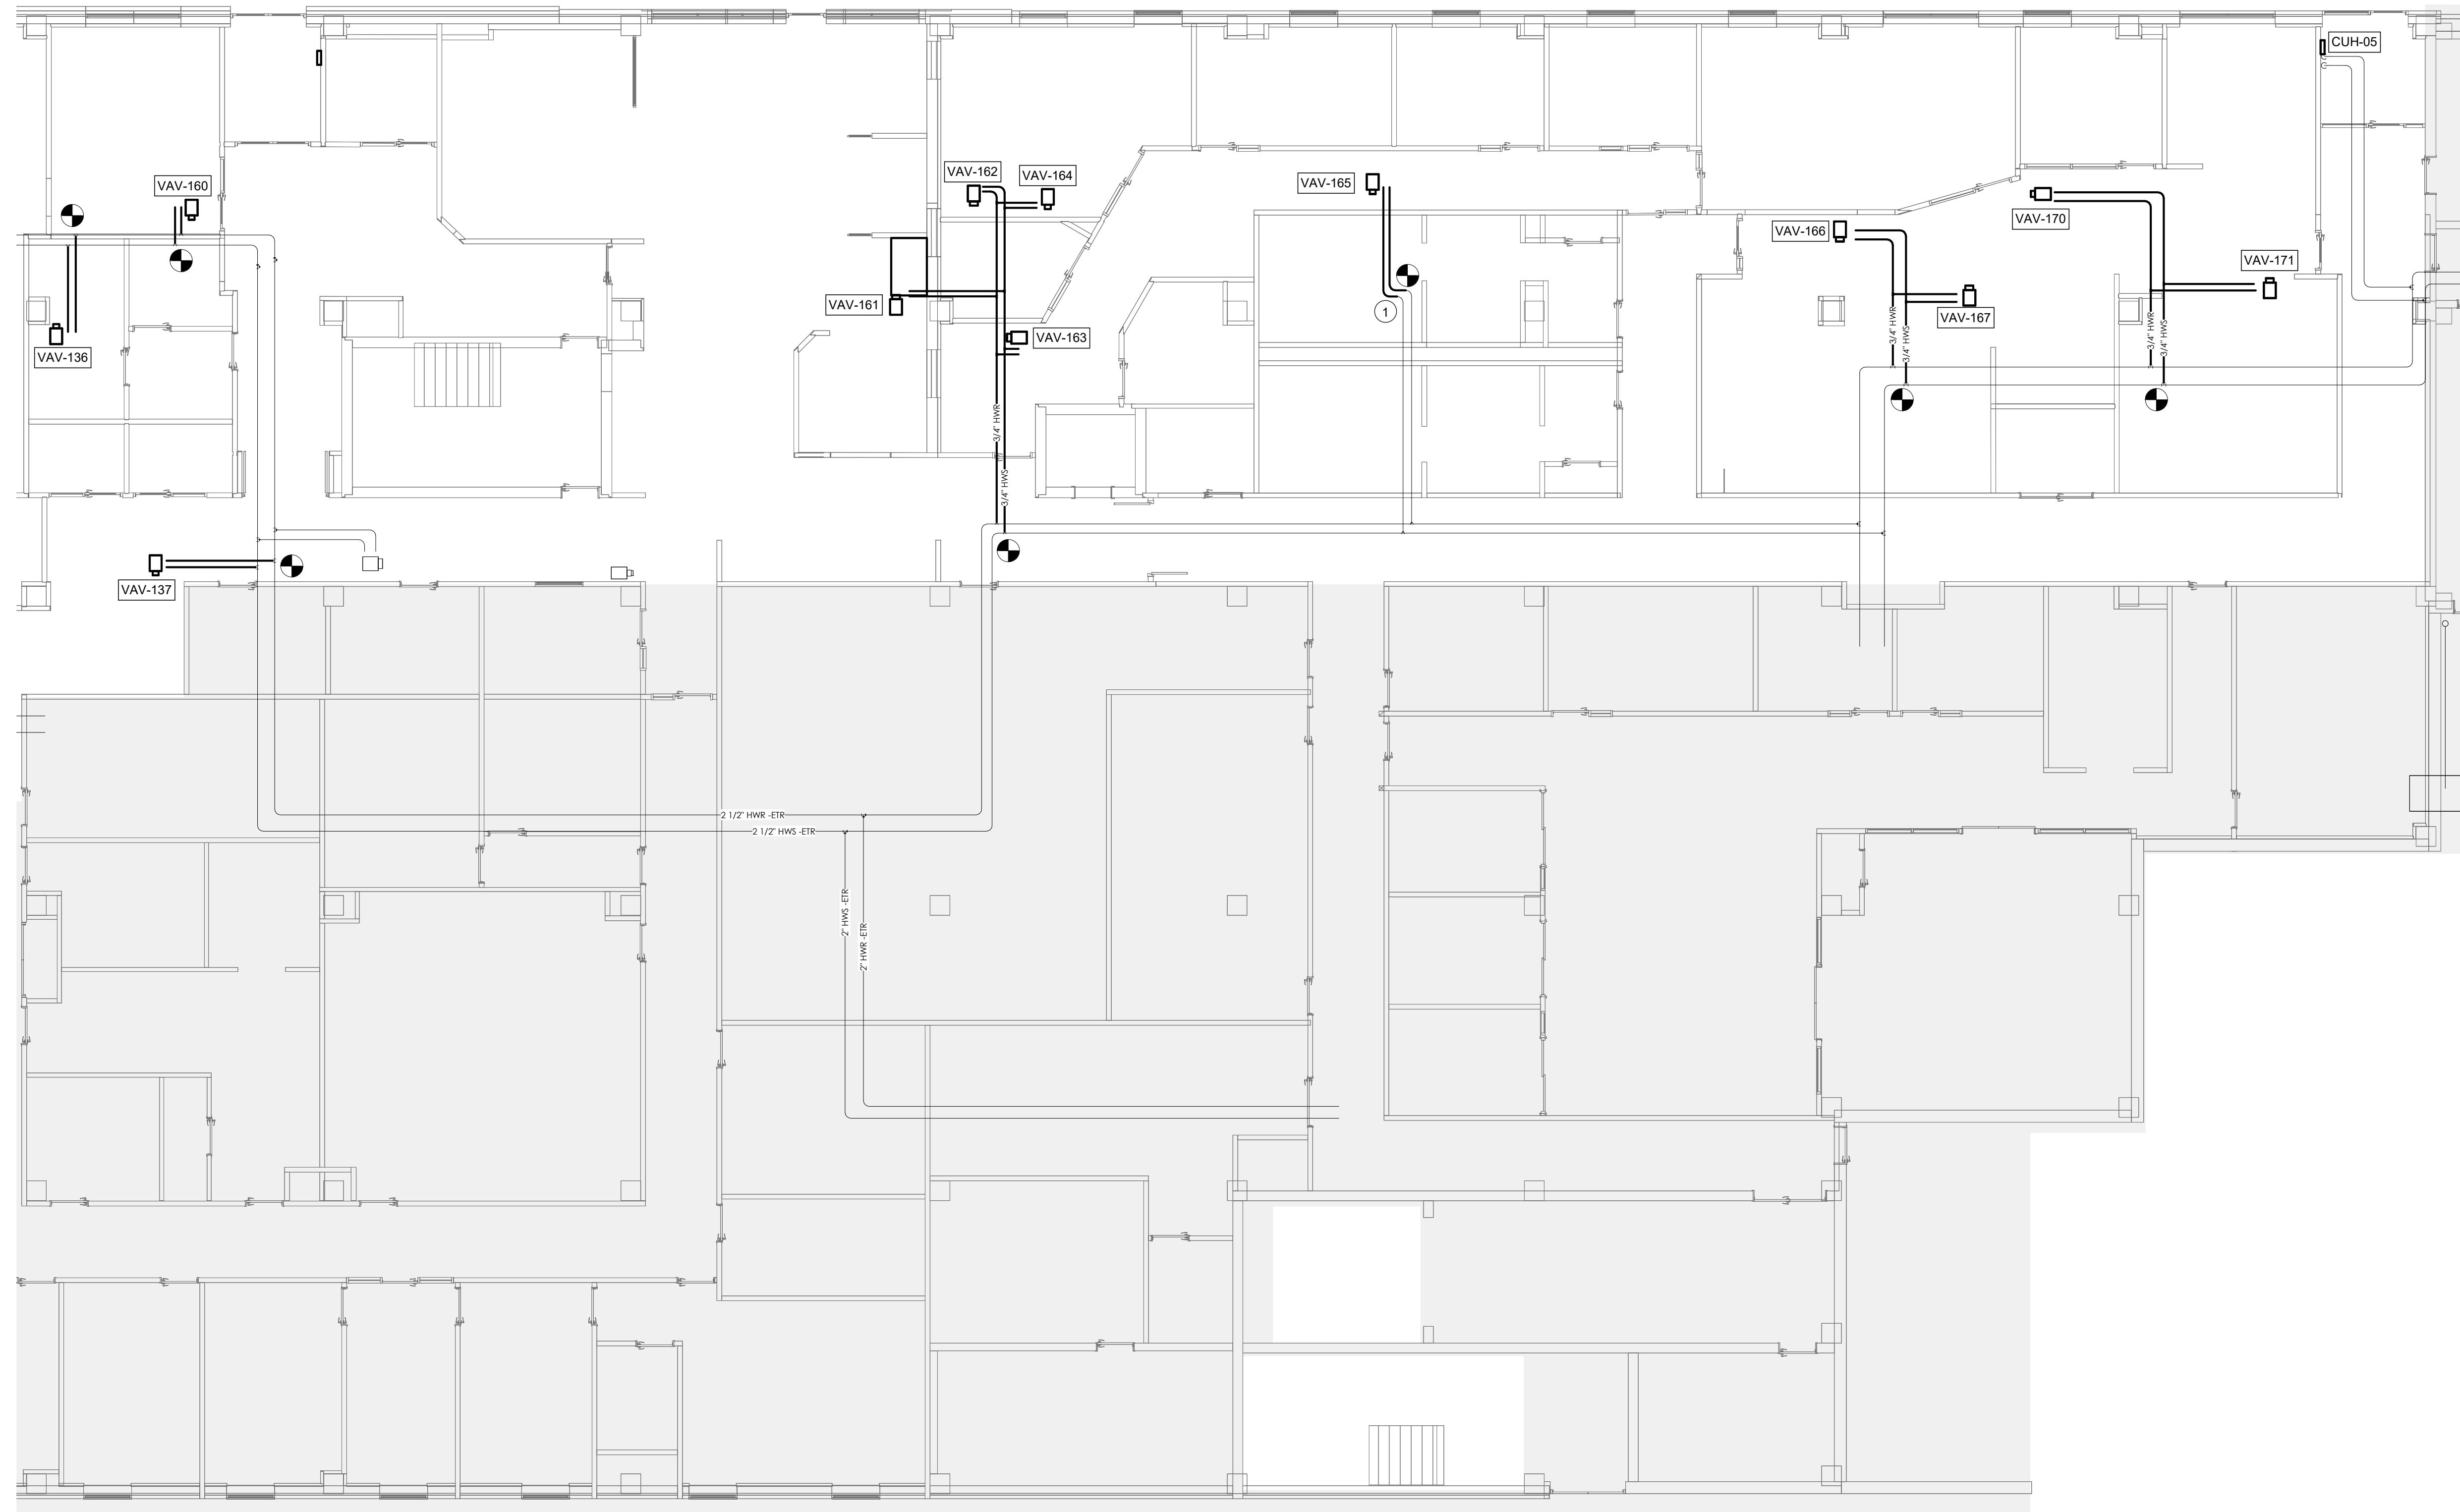 CUH-05
VAV-160
VAV-162
VAV-164
VAV-165
VAV-170
VAV-166
VAV-171
VAV-161
1
VAV-167
VAV-163
VAV-136
3/4" HWR
3/4" HWS
3/4" HWR
3/4" HWS
3/4" HWR
3/4" HWS
VAV-137
2 1/2" HWR -ETR
2 1/2" HWS -ETR
2" HWS -ETR
2" HWR -ETR